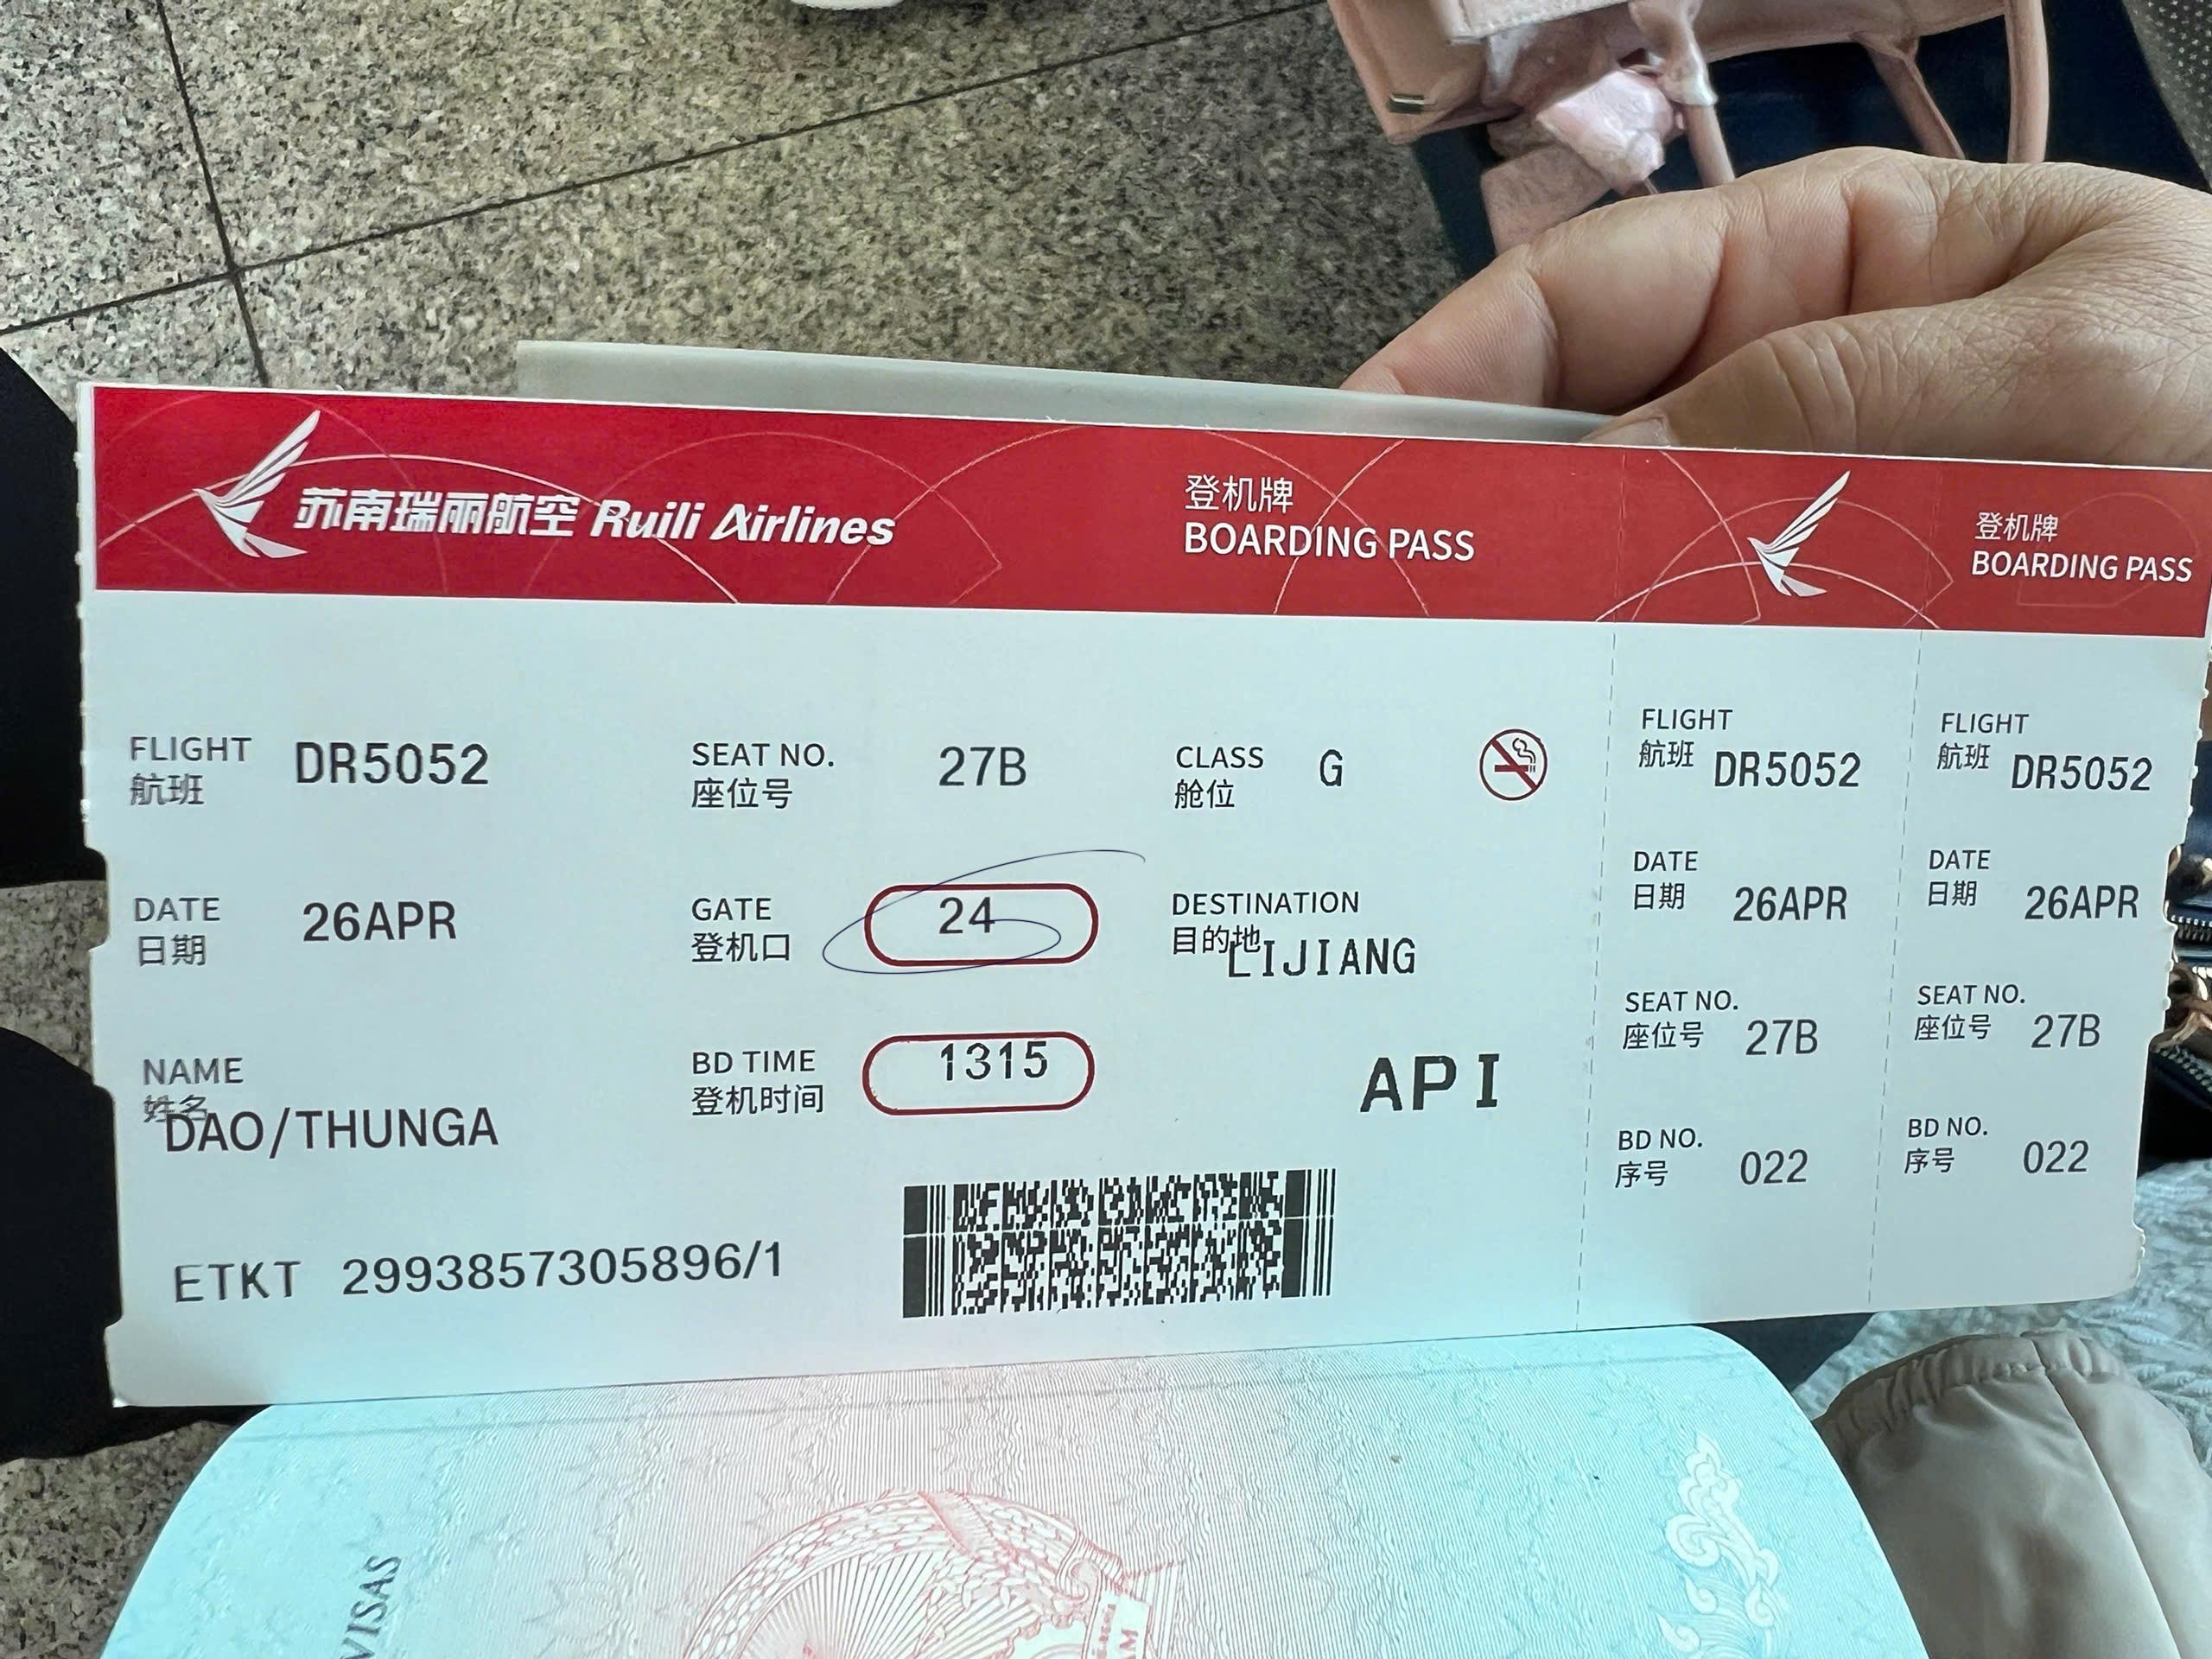 苏南瑞丽航空 Ruili Airlines
登机牌
BOARDING PASS
登机牌
BOARDING PASS
FLIGHT
航班
DR5052
SEAT NO.
座位号
27B
CLASS
舱位
G
DATE
日期
26APR
GATE
登机口
24
DESTINATION
目的地
LIJIANG
NAME
姓名
DAO/THUNGA
BD TIME
登机时间
1315
API
ETKT 2993857305896/1
FLIGHT
航班
DR5052
DATE
日期
26APR
SEAT NO.
座位号
27B
BD NO.
序号
022
FLIGHT
航班
DR5052
DATE
日期
26APR
SEAT NO.
座位号
27B
BD NO.
序号
022
VISAS